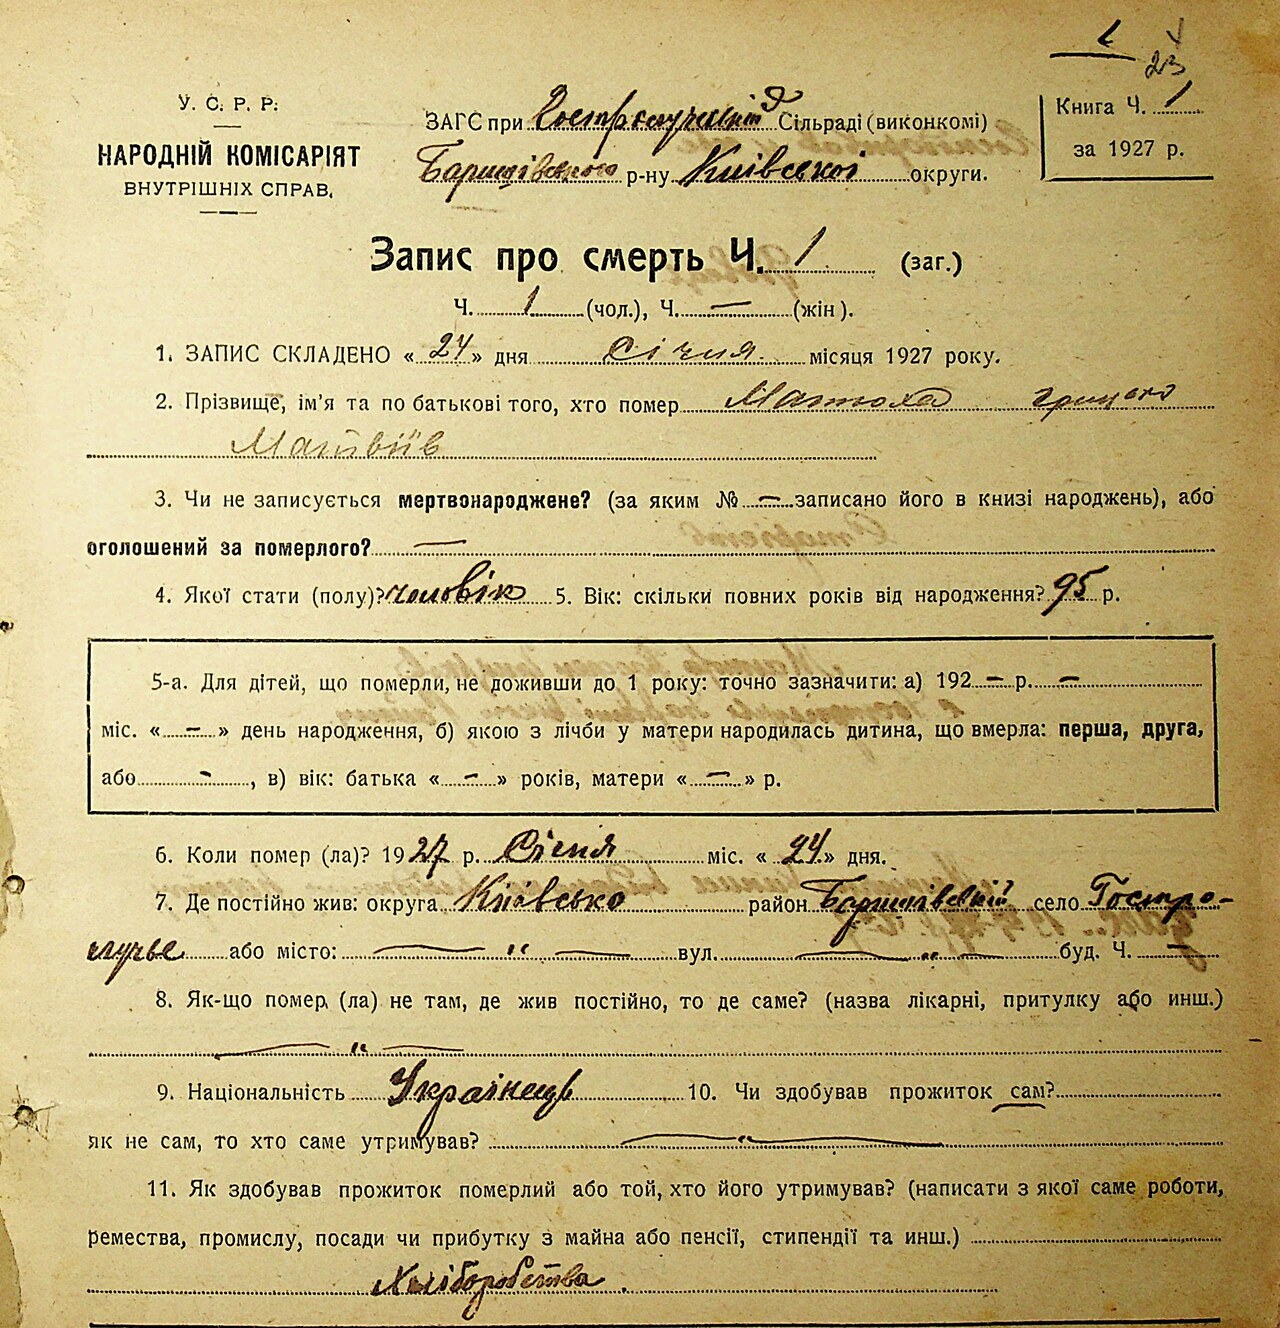 23
У. С. Р. Р.
НАРОДНІЙ КОМІСАРІЯТ
ВНУТРІШНІХ СПРАВ.
ЗАГС при Гостролучській Сільраді (виконкомі)
Баришівського р-ну Київської округи.
Книга Ч. 1
за 1927 р.
Запис про смерть Ч. 1 (заг.)
Ч. 1 (чол.), Ч. — (жін).
1. ЗАПИС СКЛАДЕНО « 24 » дня Січня місяця 1927 року.
2. Прізвище, ім'я та по батькові того, хто помер Матюха Грицько
Матвіїв
3. Чи не записується мертвонароджене? (за яким № — записано його в книзі народжень), або
оголошений за померлого? —
4. Якої стати (полу)? чоловік 5. Вік: скільки повних років від народження? 95 р.
5-а. Для дітей, що померли, не доживши до 1 року: точно зазначити: а) 192 — р. —
міс. « — » день народження, б) якою з лічби у матери народилась дитина, що вмерла: перша, друга,
або - , в) вік: батька « — » років, матери « — » р.
6. Коли помер (ла)? 1927 р. Січня міс. « 24 » дня.
7. Де постійно жив: округа Київсько район Баришівській село Гостро-
лучье або місто: — " — вул. — " — буд. Ч. —
8. Як-що помер (ла) не там, де жив постійно, то де саме? (назва лікарні, притулку або инш.)
— " —
9. Національність Українець 10. Чи здобував прожиток сам?
як не сам, то хто саме утримував? — " —
11. Як здобував прожиток померлий або той, хто його утримував? (написати з якої саме роботи,
ремества, промислу, посади чи прибутку з майна або пенсії, стипендії та инш.)
Хліборобства.